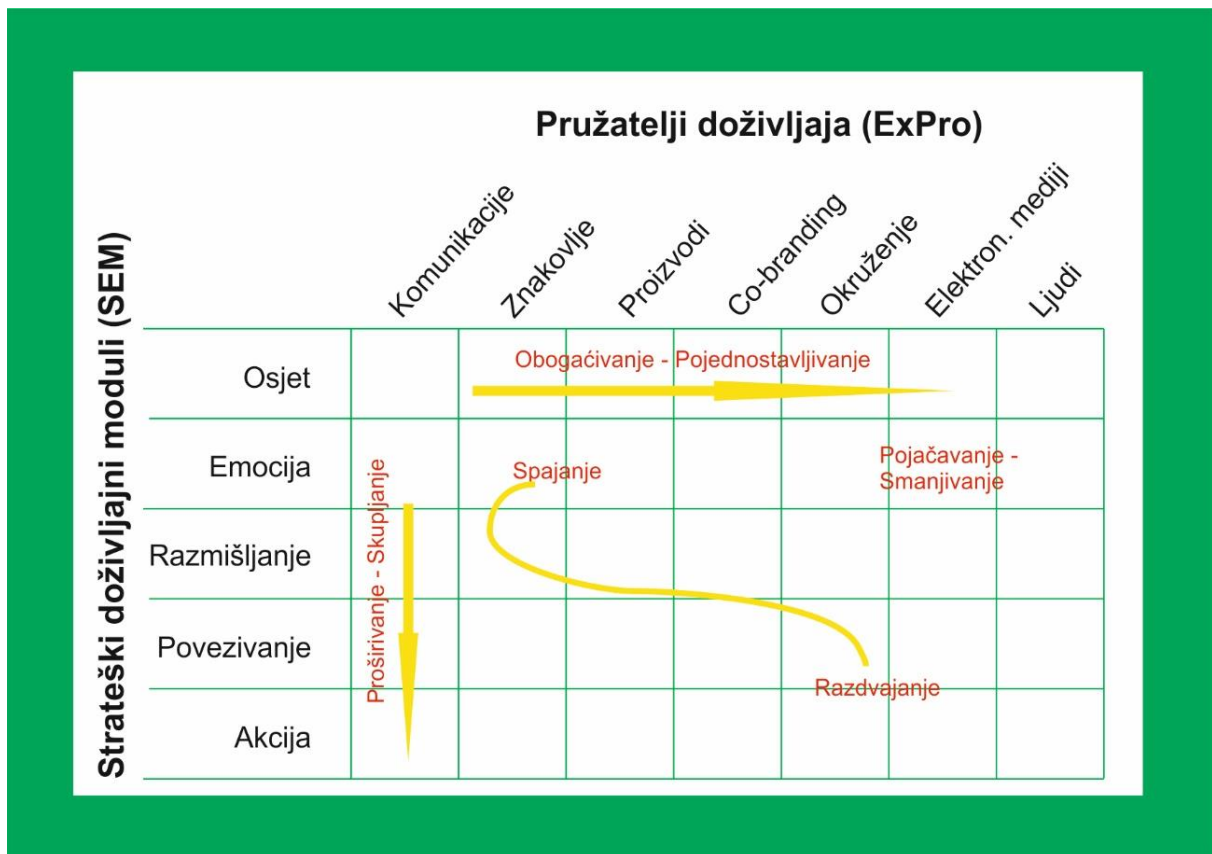 Pružatelji doživljaja (ExPro)
Strateški doživljajni moduli (SEM)
Komunikacije
Znakovlje
Proizvodi
Co-branding
Okruženje
Elektron. mediji
Ljudi
Osjet
Obogaćivanje - Pojednostavljivanje
Emocija
Proširivanje - Skupljanje
Spajanje
Pojačavanje -
Smanjivanje
Razmišljanje
Povezivanje
Razdvajanje
Akcija